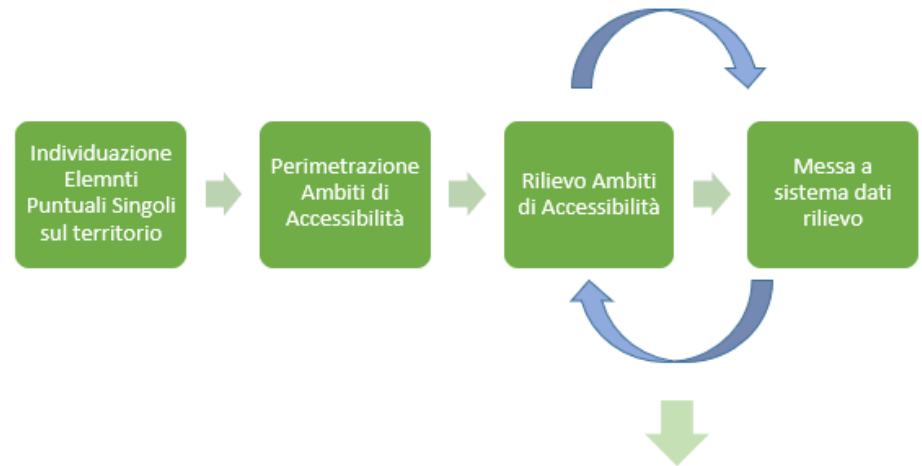 Individuazione
Elemnti
Puntuali Singoli
sul territorio
Perimetrazione
Ambiti di
Accessibilità
Rilievo Ambiti
di Accessibilità
Messa a
sistema dati
rilievo